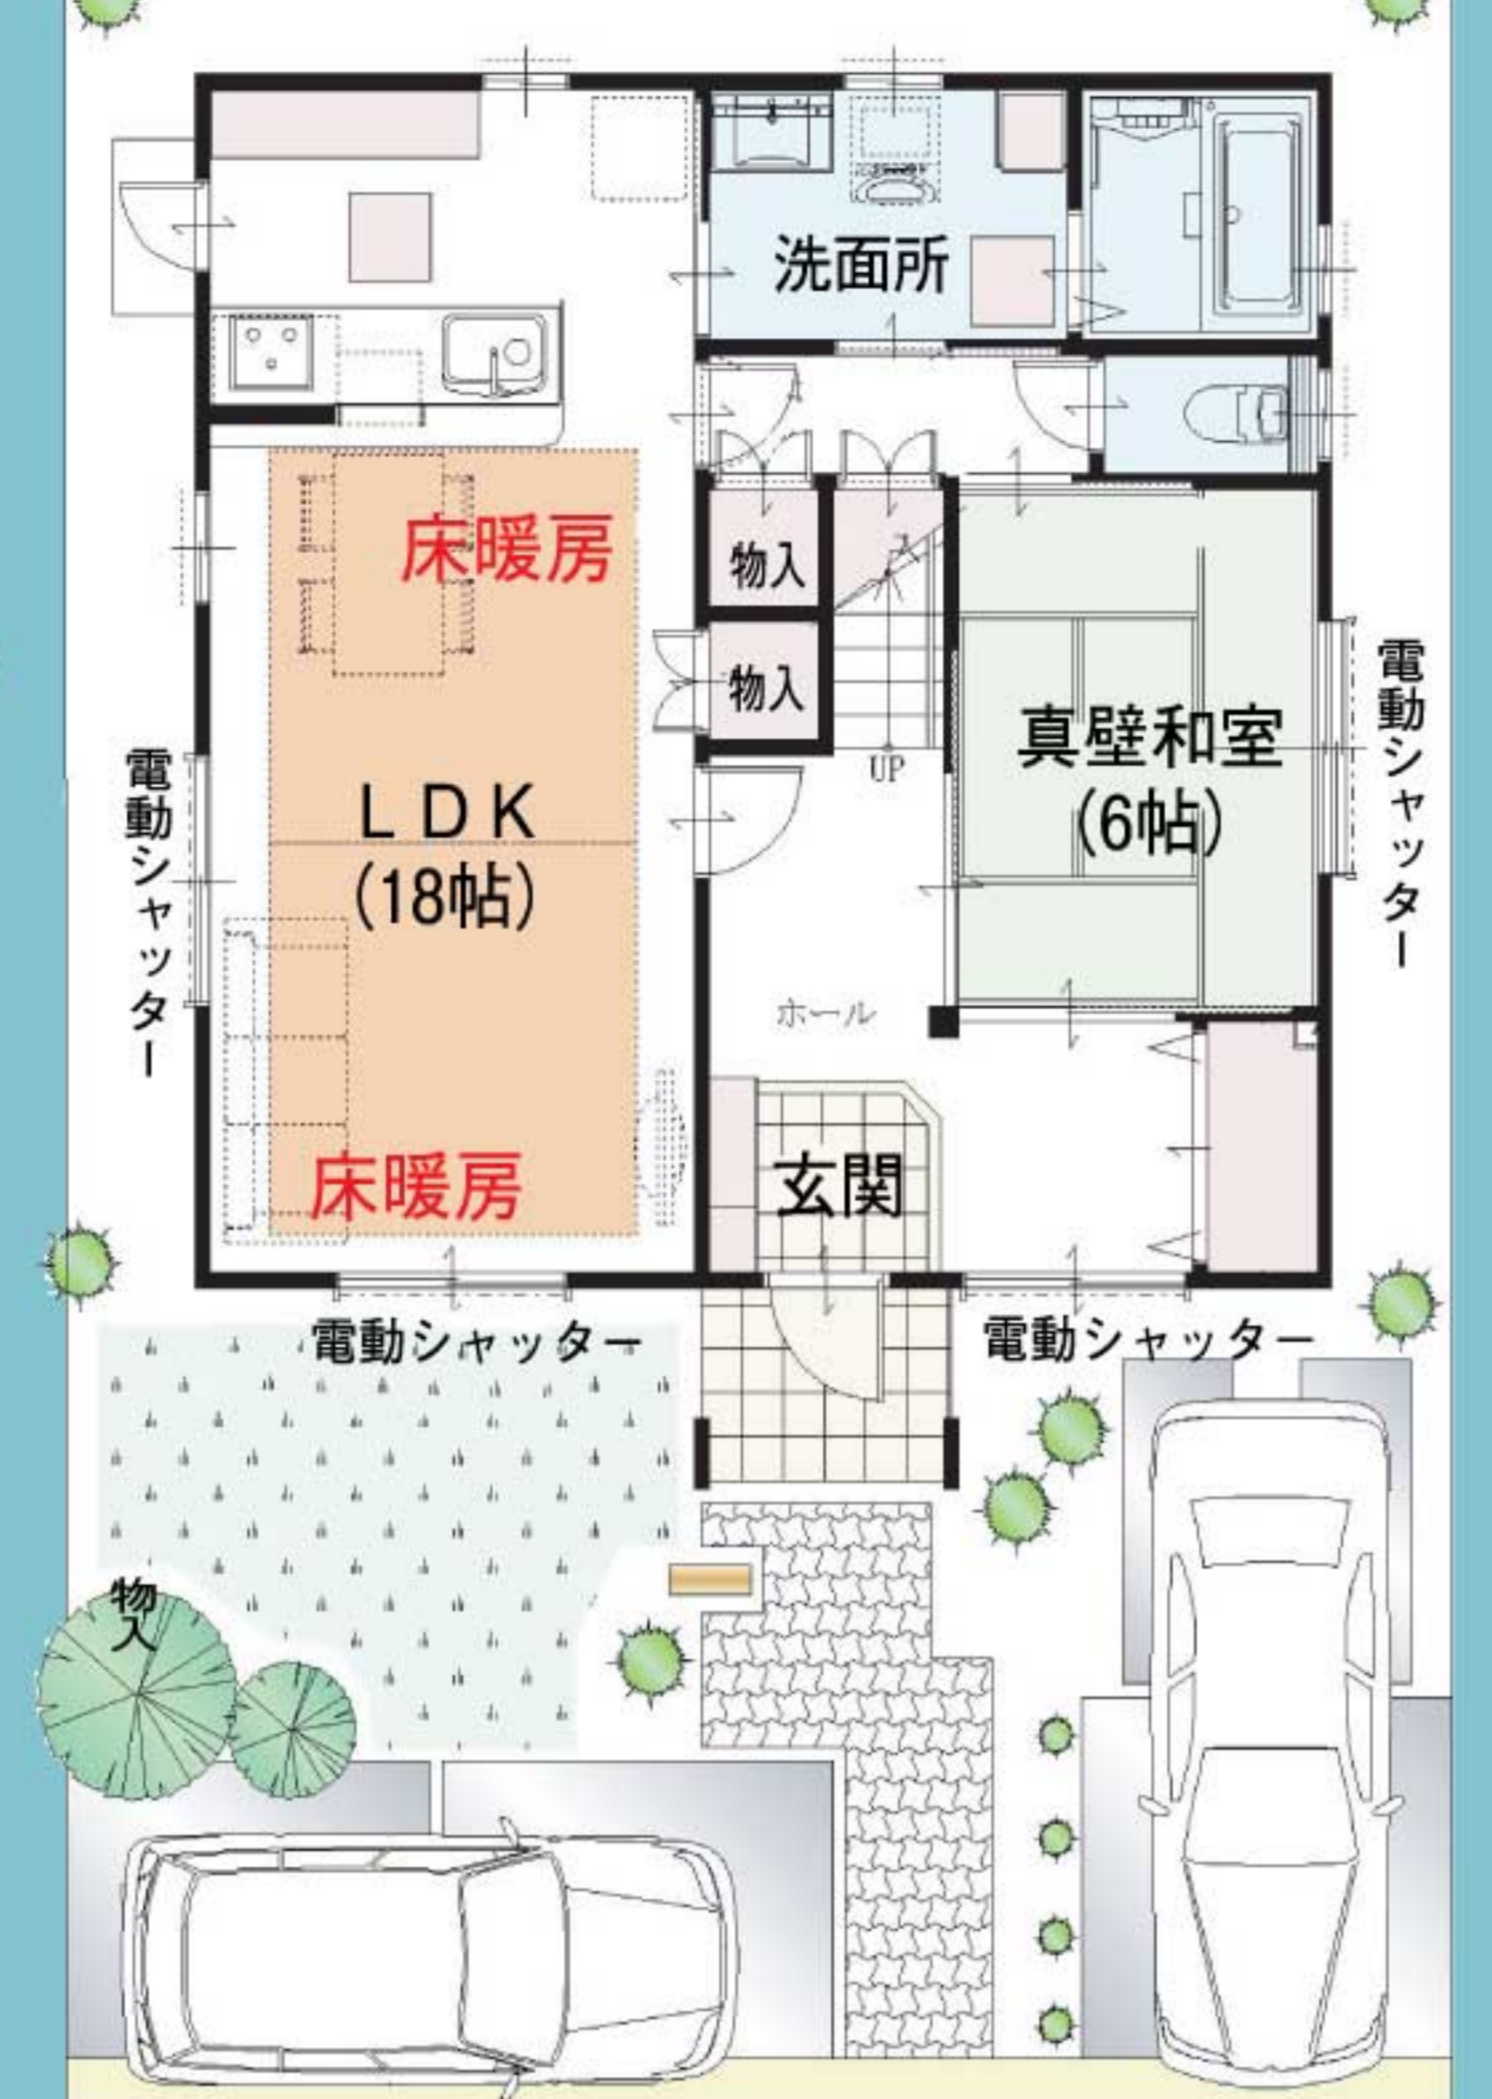 洗面所
床暖房
物入
物入
UP
真壁和室
(6帖)
電動シャッター
電動シャッター
LDK
(18帖)
ホール
床暖房
玄関
電動シャッター
電動シャッター
物入